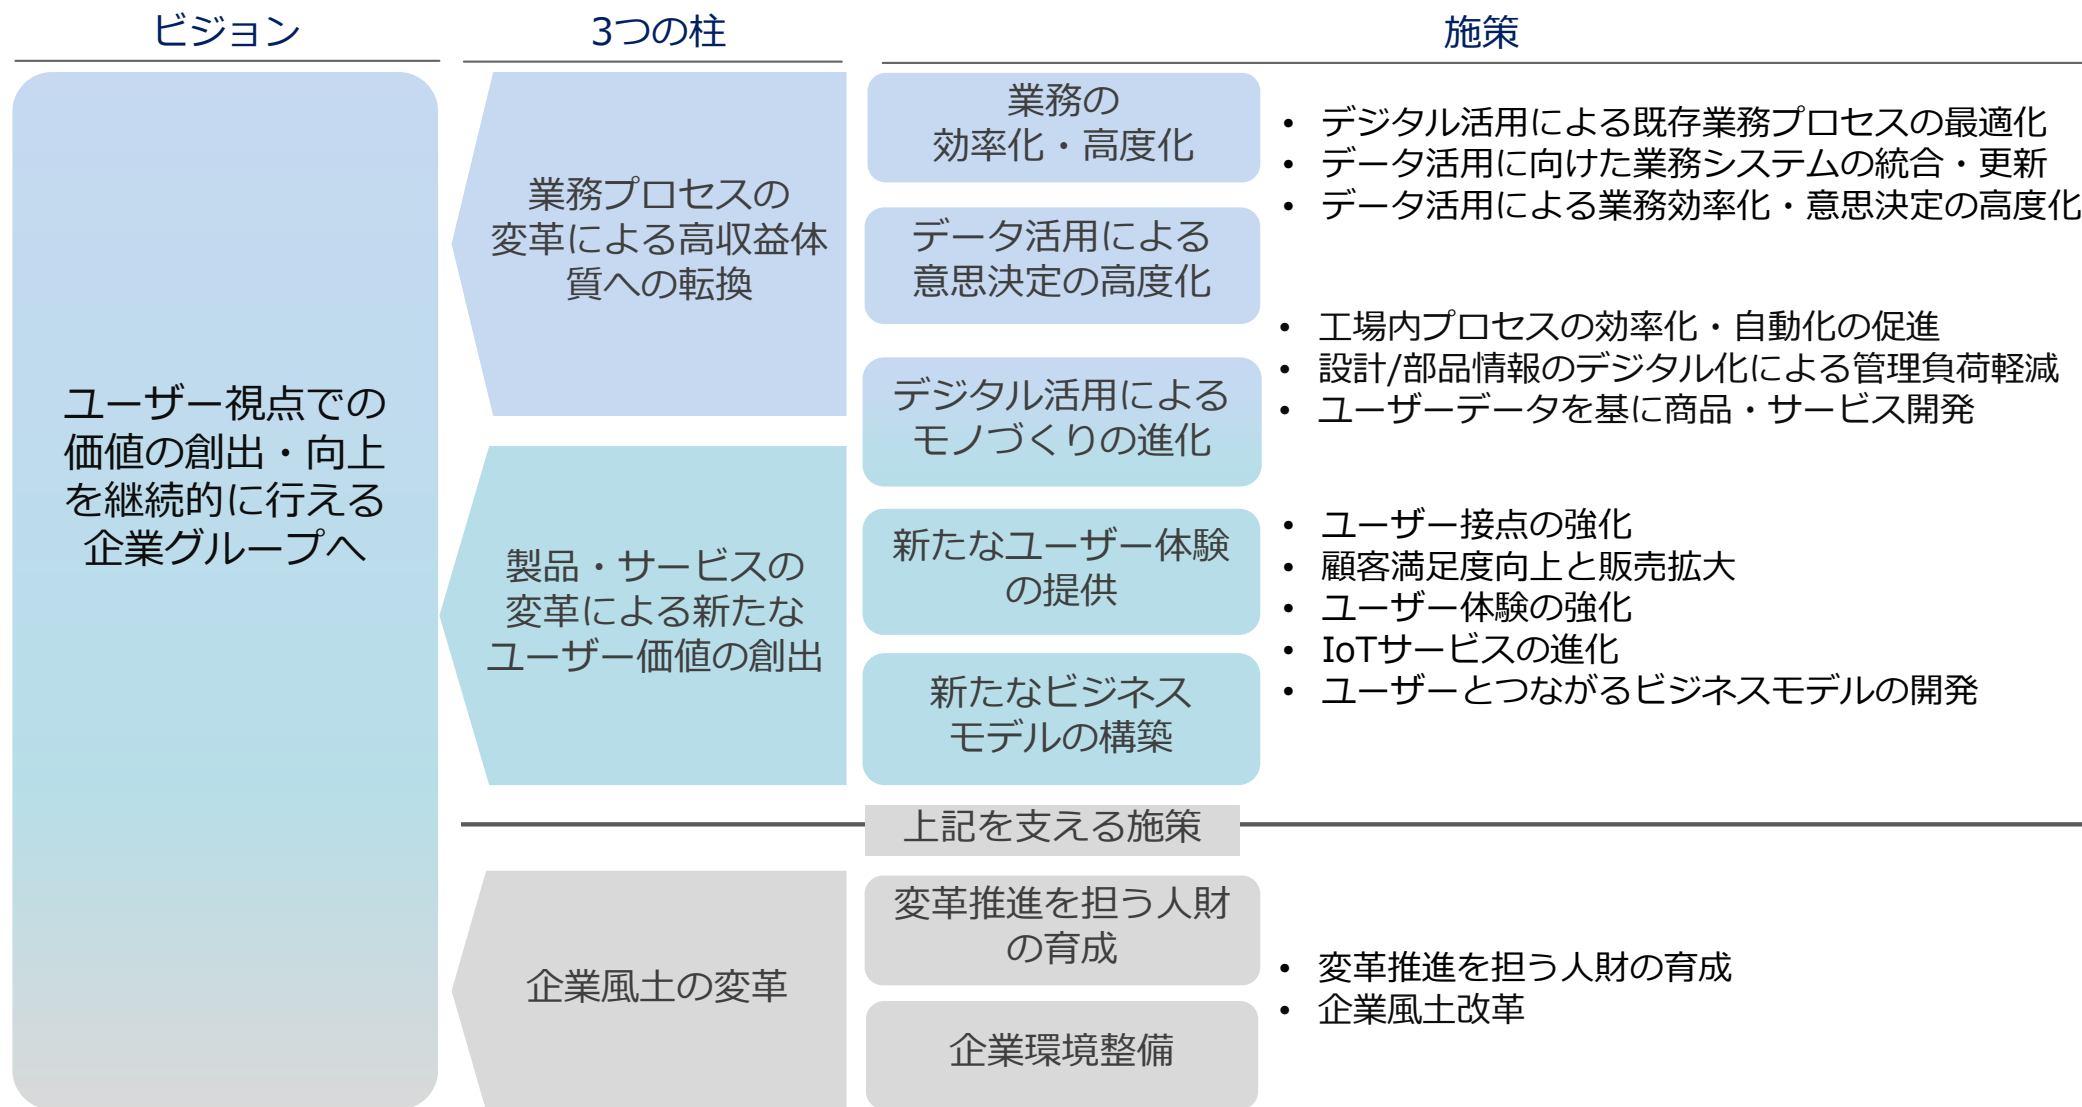 ビジョン
3つの柱
施策
ユーザー視点での
価値の創出・向上
を継続的に行える
企業グループへ
業務プロセスの
変革による高収益体
質への転換
業務の
効率化・高度化
データ活用による
意思決定の高度化
• デジタル活用による既存業務プロセスの最適化
• データ活用に向けた業務システムの統合・更新
• データ活用による業務効率化・意思決定の高度化
デジタル活用による
モノづくりの進化
• 工場内プロセスの効率化・自動化の促進
• 設計/部品情報のデジタル化による管理負荷軽減
• ユーザーデータを基に商品・サービス開発
製品・サービスの
変革による新たな
ユーザー価値の創出
新たなユーザー体験
の提供
新たなビジネス
モデルの構築
• ユーザー接点の強化
• 顧客満足度向上と販売拡大
• ユーザー体験の強化
• IoTサービスの進化
• ユーザーとつながるビジネスモデルの開発
上記を支える施策
企業風土の変革
変革推進を担う人財
の育成
企業環境整備
• 変革推進を担う人財の育成
• 企業風土改革